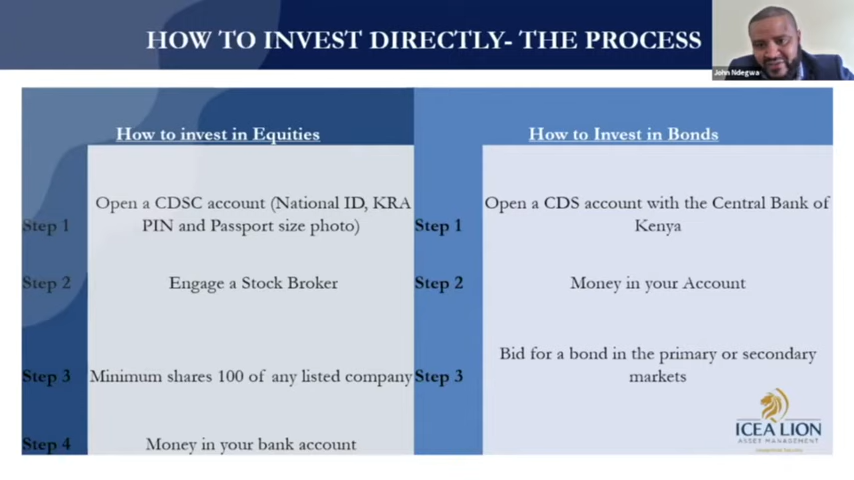 HOW TO INVEST DIRECTLY- THE PROCESS
John Ndegwa
How to invest in Equities
Step 1
Open a CDSC account (National ID, KRA
PIN and Passport size photo)
Step 2
Engage a Stock Broker
Step 3
Minimum shares 100 of any listed company
Step 4
Money in your bank account
How to Invest in Bonds
Step 1
Open a CDS account with the Central Bank of
Kenya
Step 2
Money in your Account
Step 3
Bid for a bond in the primary or secondary
markets
ICEA LION
ASSET MANAGEMENT